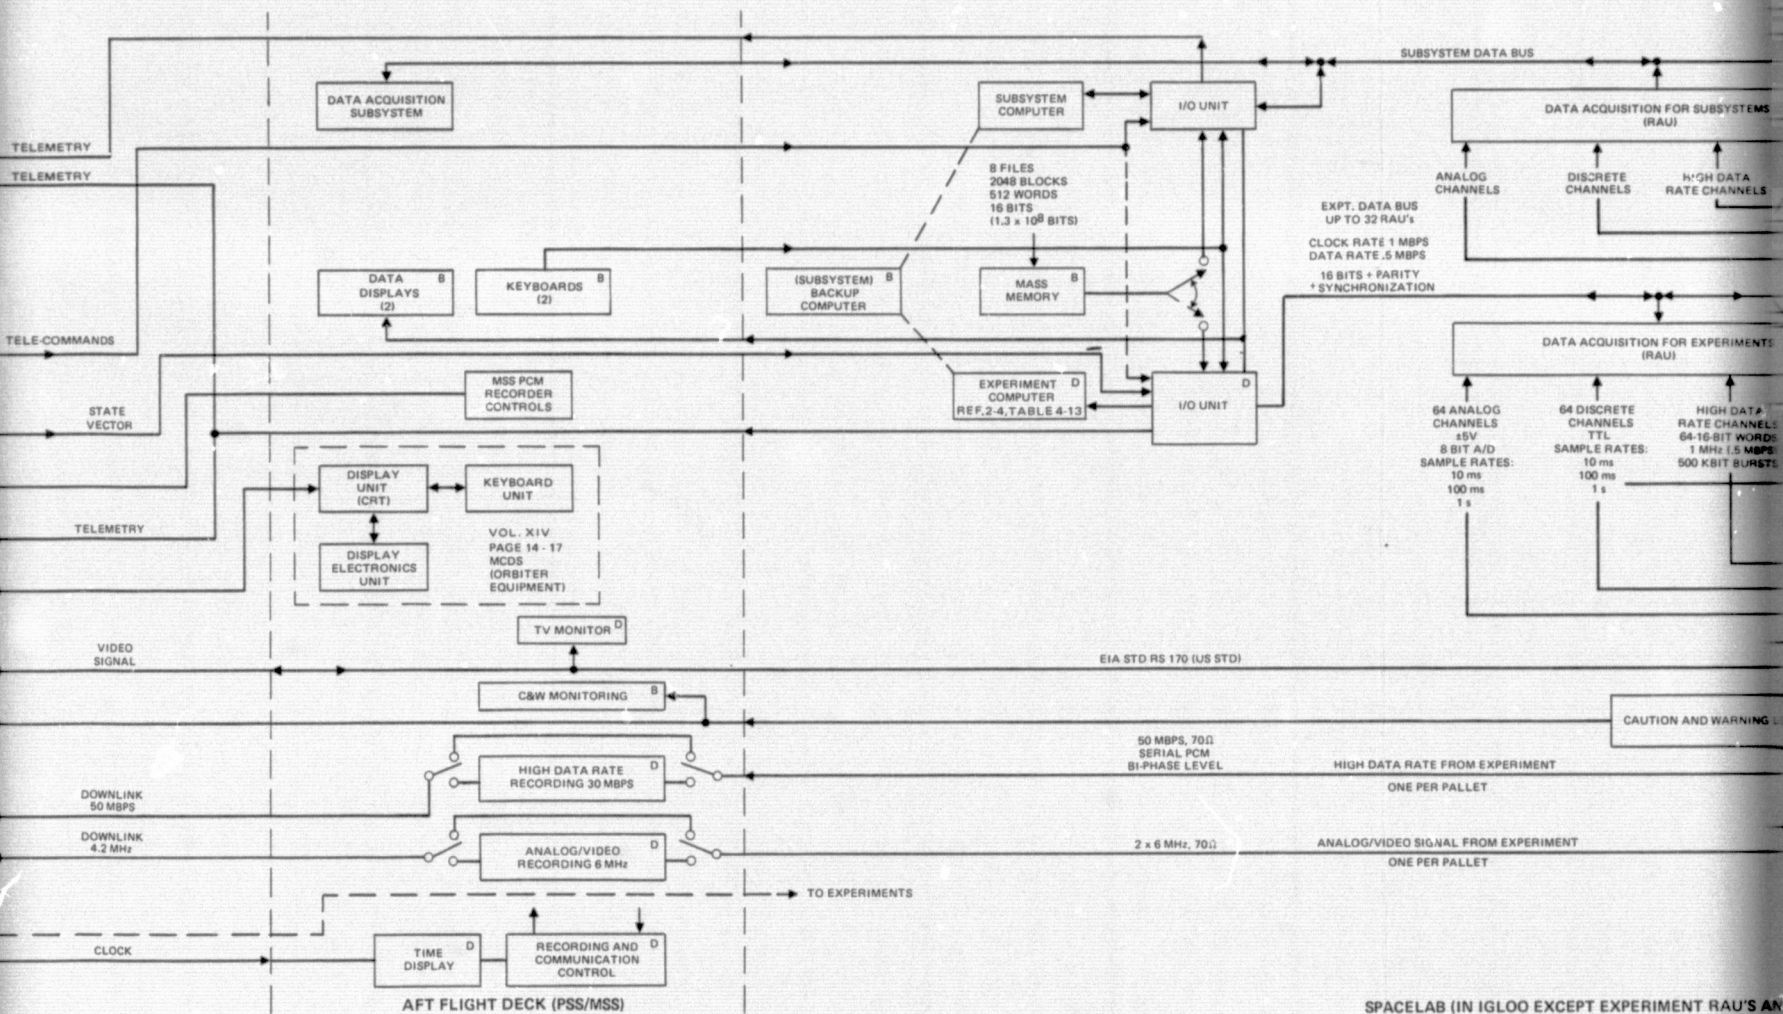 SUBSYSTEM DATA BUS
DATA ACQUISITION
SUBSYSTEM
SUBSYSTEM
COMPUTER
I/O UNIT
DATA ACQUISITION FOR SUBSYSTEMS
(RAU)
TELEMETRY
TELEMETRY
8 FILES
2048 BLOCKS
512 WORDS
16 BITS
(1.3 x 10⁸ BITS)
ANALOG
CHANNELS
DISCRETE
CHANNELS
HIGH DATA
RATE CHANNELS
EXPT. DATA BUS
UP TO 32 RAU's
CLOCK RATE 1 MBPS
DATA RATE .5 MBPS
16 BITS + PARITY
+ SYNCHRONIZATION
DATA
DISPLAYS
(2)
B
KEYBOARDS
(2)
B
(SUBSYSTEM)
BACKUP
COMPUTER
B
MASS
MEMORY
B
TELE-COMMANDS
DATA ACQUISITION FOR EXPERIMENTS
(RAU)
MSS PCM
RECORDER
CONTROLS
EXPERIMENT
COMPUTER
REF.2-4,TABLE 4-13
D
I/O UNIT
D
STATE
VECTOR
64 ANALOG
CHANNELS
±5V
8 BIT A/D
SAMPLE RATES:
10 ms
100 ms
1 s
64 DISCRETE
CHANNELS
TTL
SAMPLE RATES:
10 ms
100 ms
1 s
HIGH DATA
RATE CHANNELS
64-16-BIT WORDS
1 MHz (.5 MBPS
500 KBIT BURSTS
DISPLAY
UNIT
(CRT)
KEYBOARD
UNIT
TELEMETRY
DISPLAY
ELECTRONICS
UNIT
VOL. XIV
PAGE 14 - 17
MCDS
(ORBITER
EQUIPMENT)
TV MONITOR
D
VIDEO
SIGNAL
EIA STD RS 170 (US STD)
C&W MONITORING
B
CAUTION AND WARNING
50 MBPS, 70Ω
SERIAL PCM
BI-PHASE LEVEL
HIGH DATA RATE FROM EXPERIMENT
ONE PER PALLET
HIGH DATA RATE
RECORDING 30 MBPS
D
DOWNLINK
50 MBPS
DOWNLINK
4.2 MHz
ANALOG/VIDEO
RECORDING 6 MHz
D
2 x 6 MHz, 70Ω
ANALOG/VIDEO SIGNAL FROM EXPERIMENT
ONE PER PALLET
TO EXPERIMENTS
CLOCK
TIME
DISPLAY
D
RECORDING AND
COMMUNICATION
CONTROL
D
AFT FLIGHT DECK (PSS/MSS)
SPACELAB (IN IGLOO EXCEPT EXPERIMENT RAU'S